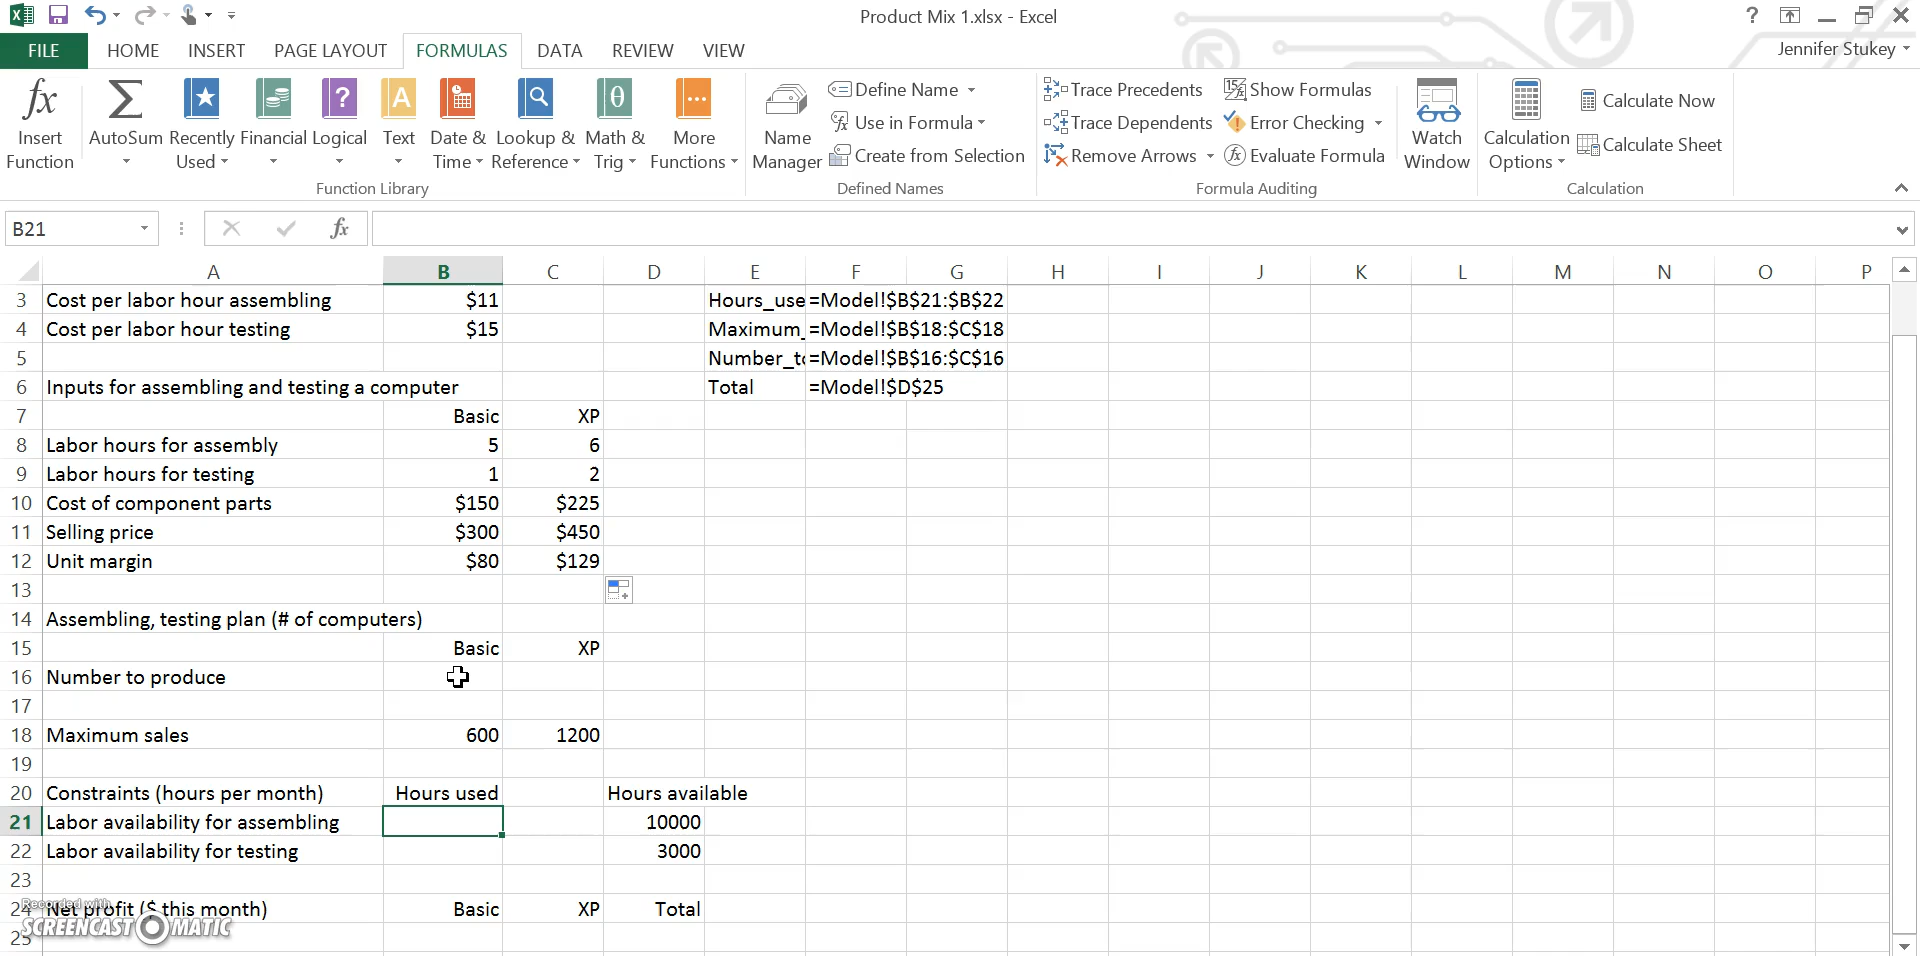 Product Mix 1.xlsx - Excel
FILE HOME INSERT PAGE LAYOUT FORMULAS DATA REVIEW VIEW Jennifer Stukey
fx Insert Function
AutoSum
Recently Used
Financial
Logical
Text
Date & Time
Lookup & Reference
Math & Trig
More Functions
Function Library
Name Manager
Define Name
Use in Formula
Create from Selection
Defined Names
Trace Precedents
Trace Dependents
Remove Arrows
Show Formulas
Error Checking
Evaluate Formula
Formula Auditing
Watch Window
Calculation Options
Calculate Now
Calculate Sheet
Calculation
B21 fx
A B C D E F G H I J K L M N O P
3 Cost per labor hour assembling $11 Hours_use =Model!$B$21:$B$22
4 Cost per labor hour testing $15 Maximum_ =Model!$B$18:$C$18
5 Number_to =Model!$B$16:$C$16
6 Inputs for assembling and testing a computer Total =Model!$D$25
7 Basic XP
8 Labor hours for assembly 5 6
9 Labor hours for testing 1 2
10 Cost of component parts $150 $225
11 Selling price $300 $450
12 Unit margin $80 $129
13
14 Assembling, testing plan (# of computers)
15 Basic XP
16 Number to produce
17
18 Maximum sales 600 1200
19
20 Constraints (hours per month) Hours used Hours available
21 Labor availability for assembling 10000
22 Labor availability for testing 3000
23
24 Net profit ($ this month) Basic XP Total
25
Recorded with
SCREENCAST-O-MATIC